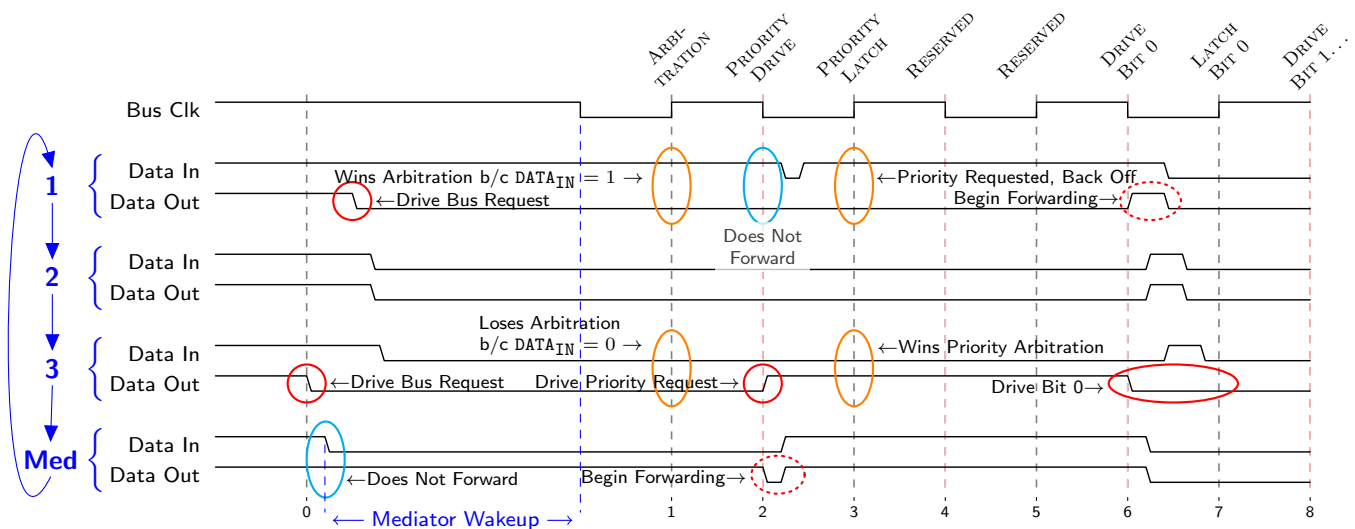 ARBI-
TRATION
PRIORITY
DRIVE
PRIORITY
LATCH
RESERVED
RESERVED
DRIVE
BIT 0
LATCH
BIT 0
DRIVE
BIT 1...
Bus Clk
1
Data In
Wins Arbitration b/c DATA_IN = 1 →
←Priority Requested, Back Off
Data Out
←Drive Bus Request
Begin Forwarding→
Does Not
Forward
2
Data In
Data Out
3
Loses Arbitration
b/c DATA_IN = 0 →
Data In
←Wins Priority Arbitration
Data Out
←Drive Bus Request
Drive Priority Request→
Drive Bit 0→
Med
Data In
Data Out
←Does Not Forward
Begin Forwarding→
0
← Mediator Wakeup →
1
2
3
4
5
6
7
8